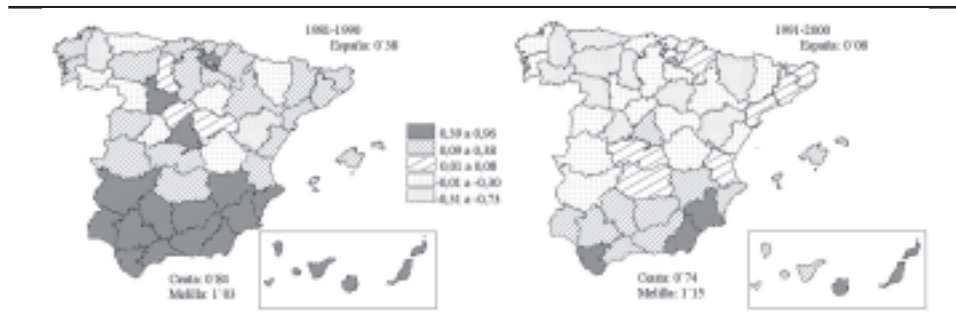 1981-1990
España: 0'38
1991-2000
España: 0'08
0,39 a 0,96
0,09 a 0,38
0,01 a 0,08
-0,01 a -0,30
-0,31 a -0,73
Ceuta: 0'81
Melilla: 1'03
Ceuta: 0'74
Melilla: 1'15